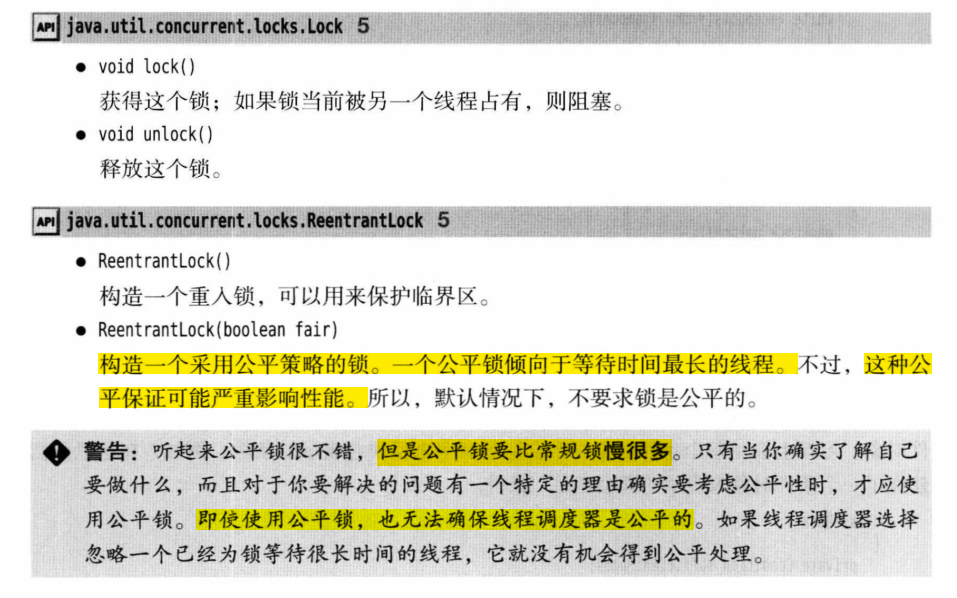 API java.util.concurrent.locks.Lock 5
● void lock()
获得这个锁；如果锁当前被另一个线程占有，则阻塞。
● void unlock()
释放这个锁。
API java.util.concurrent.locks.ReentrantLock 5
● ReentrantLock()
构造一个重入锁，可以用来保护临界区。
● ReentrantLock(boolean fair)
构造一个采用公平策略的锁。一个公平锁倾向于等待时间最长的线程。不过，这种公
平保证可能严重影响性能。所以，默认情况下，不要求锁是公平的。
警告：听起来公平锁很不错，但是公平锁要比常规锁慢很多。只有当你确实了解自己
要做什么，而且对于你要解决的问题有一个特定的理由确实要考虑公平性时，才应使
用公平锁。即使使用公平锁，也无法确保线程调度器是公平的。如果线程调度器选择
忽略一个已经为锁等待很长时间的线程，它就没有机会得到公平处理。